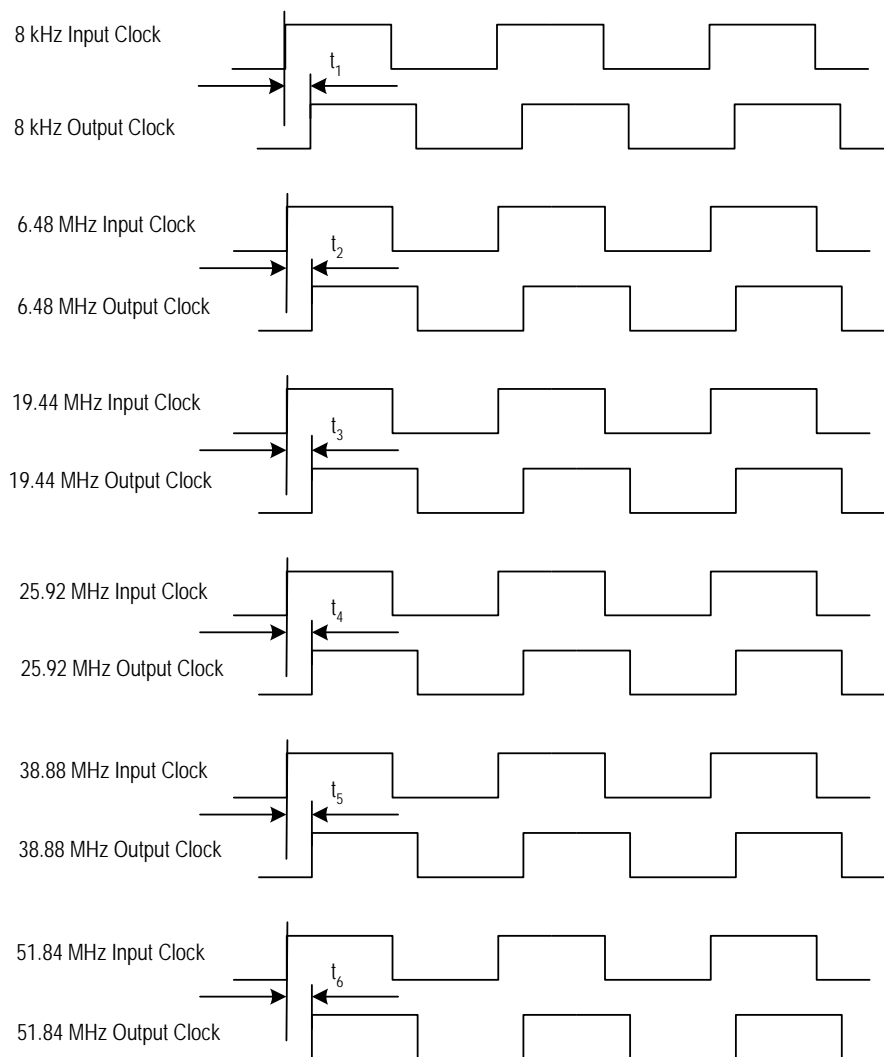 8 kHz Input Clock
t1
8 kHz Output Clock
6.48 MHz Input Clock
t2
6.48 MHz Output Clock
19.44 MHz Input Clock
t3
19.44 MHz Output Clock
25.92 MHz Input Clock
t4
25.92 MHz Output Clock
38.88 MHz Input Clock
t5
38.88 MHz Output Clock
51.84 MHz Input Clock
t6
51.84 MHz Output Clock